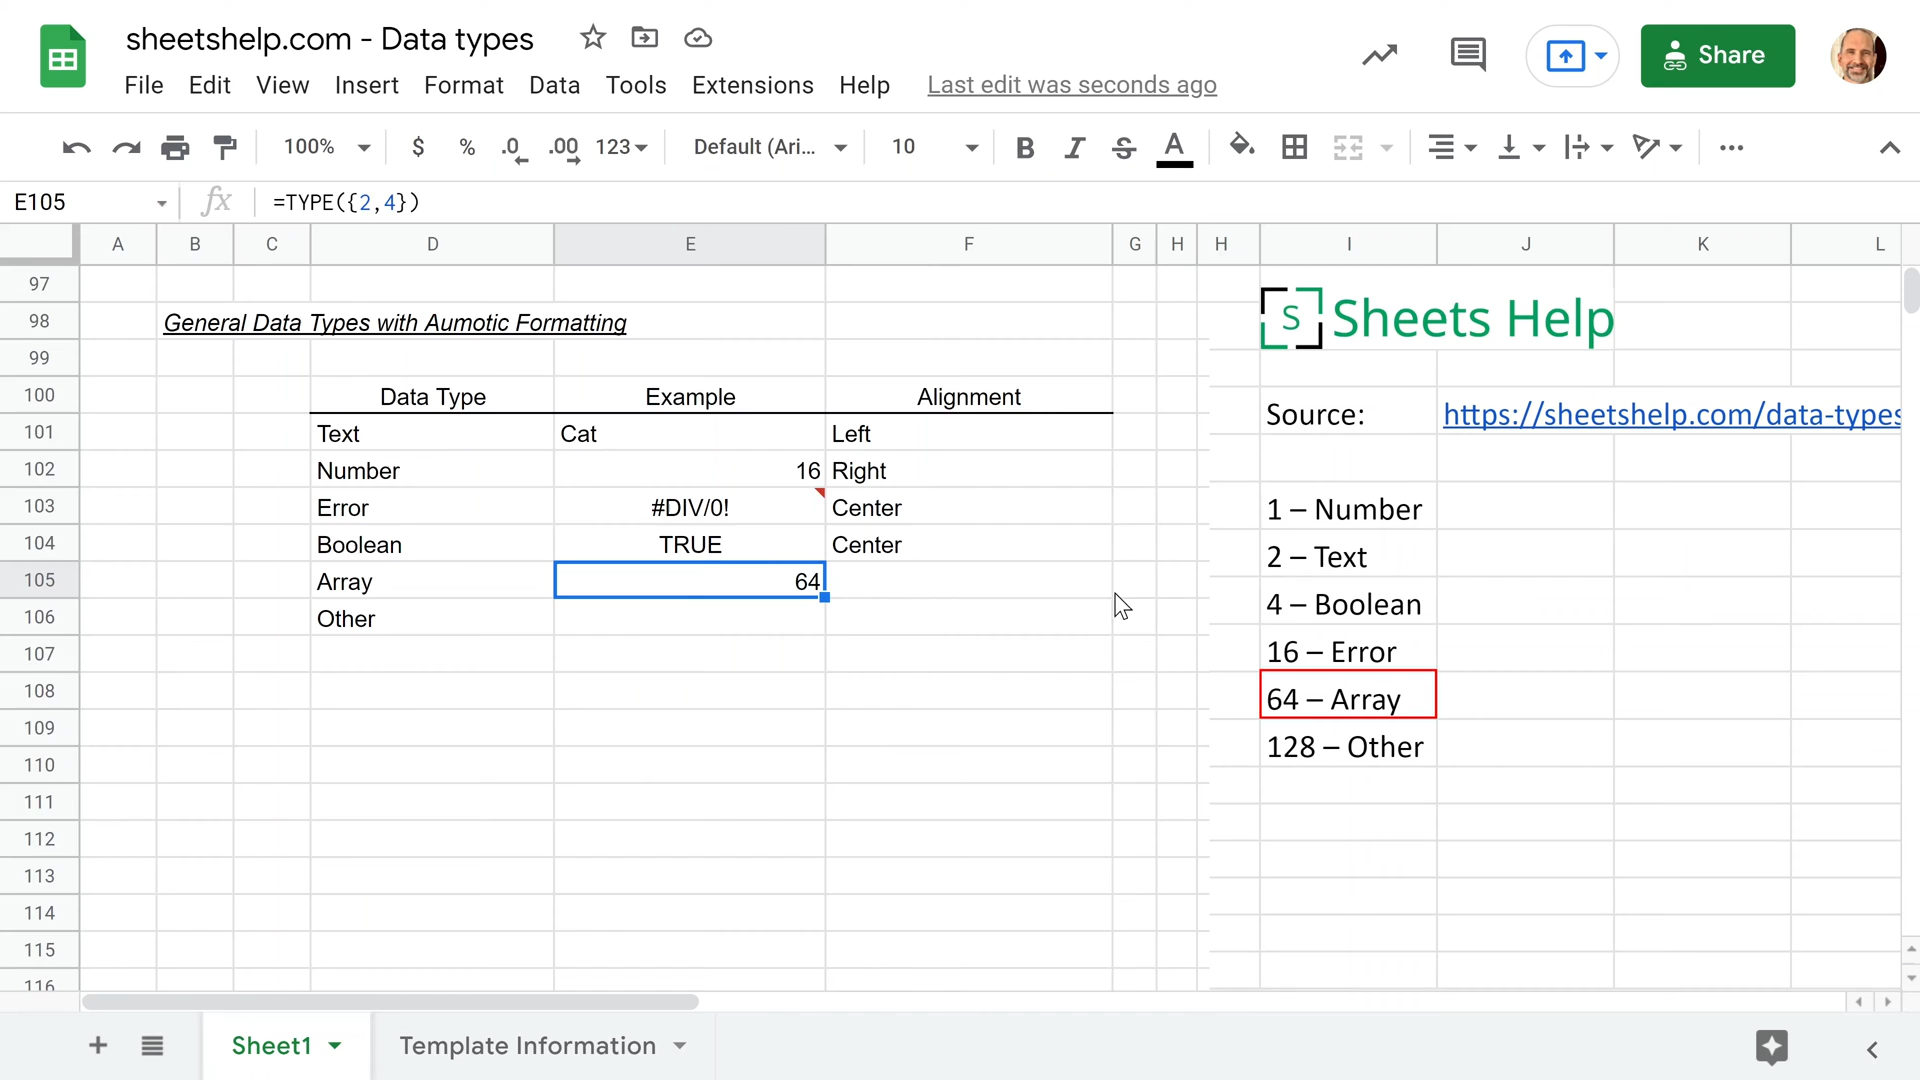 sheetshelp.com - Data types
File Edit View Insert Format Data Tools Extensions Help Last edit was seconds ago
Share
100% $ % .0 .00 123 Default (Ari... 10 B I S A
E105 fx =TYPE({2,4})
A B C D E F G H H I J K L
97
98 General Data Types with Aumotic Formatting
99
100 Data Type Example Alignment
101 Text Cat Left
102 Number 16 Right
103 Error #DIV/0! Center
104 Boolean TRUE Center
105 Array 64
106 Other
107
108
109
110
111
112
113
114
115
116
S Sheets Help
Source: https://sheetshelp.com/data-types
1 – Number
2 – Text
4 – Boolean
16 – Error
64 – Array
128 – Other
Sheet1 Template Information